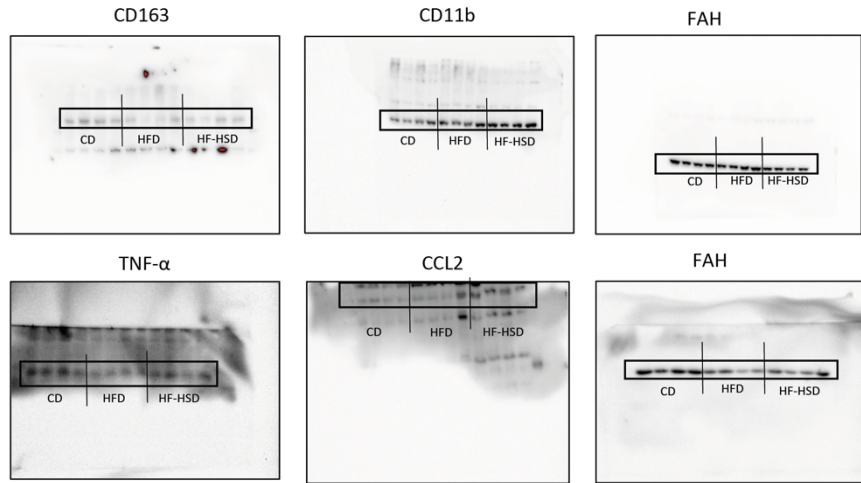 CD163
CD11b
FAH
CD HFD HF-HSD
CD HFD HF-HSD
CD HFD HF-HSD
TNF-α
CCL2
FAH
CD HFD HF-HSD
CD HFD HF-HSD
CD HFD HF-HSD